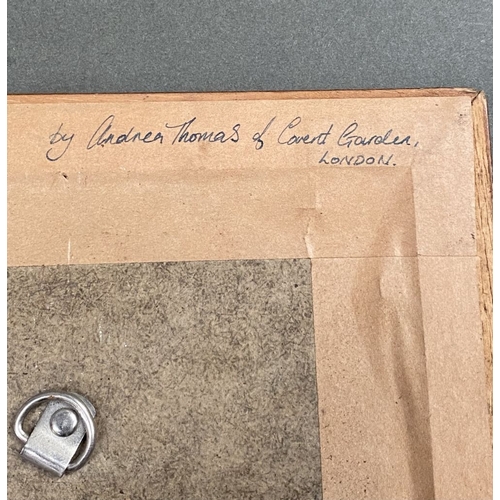 by Andrea Thomas of Covent Garden,
LONDON.